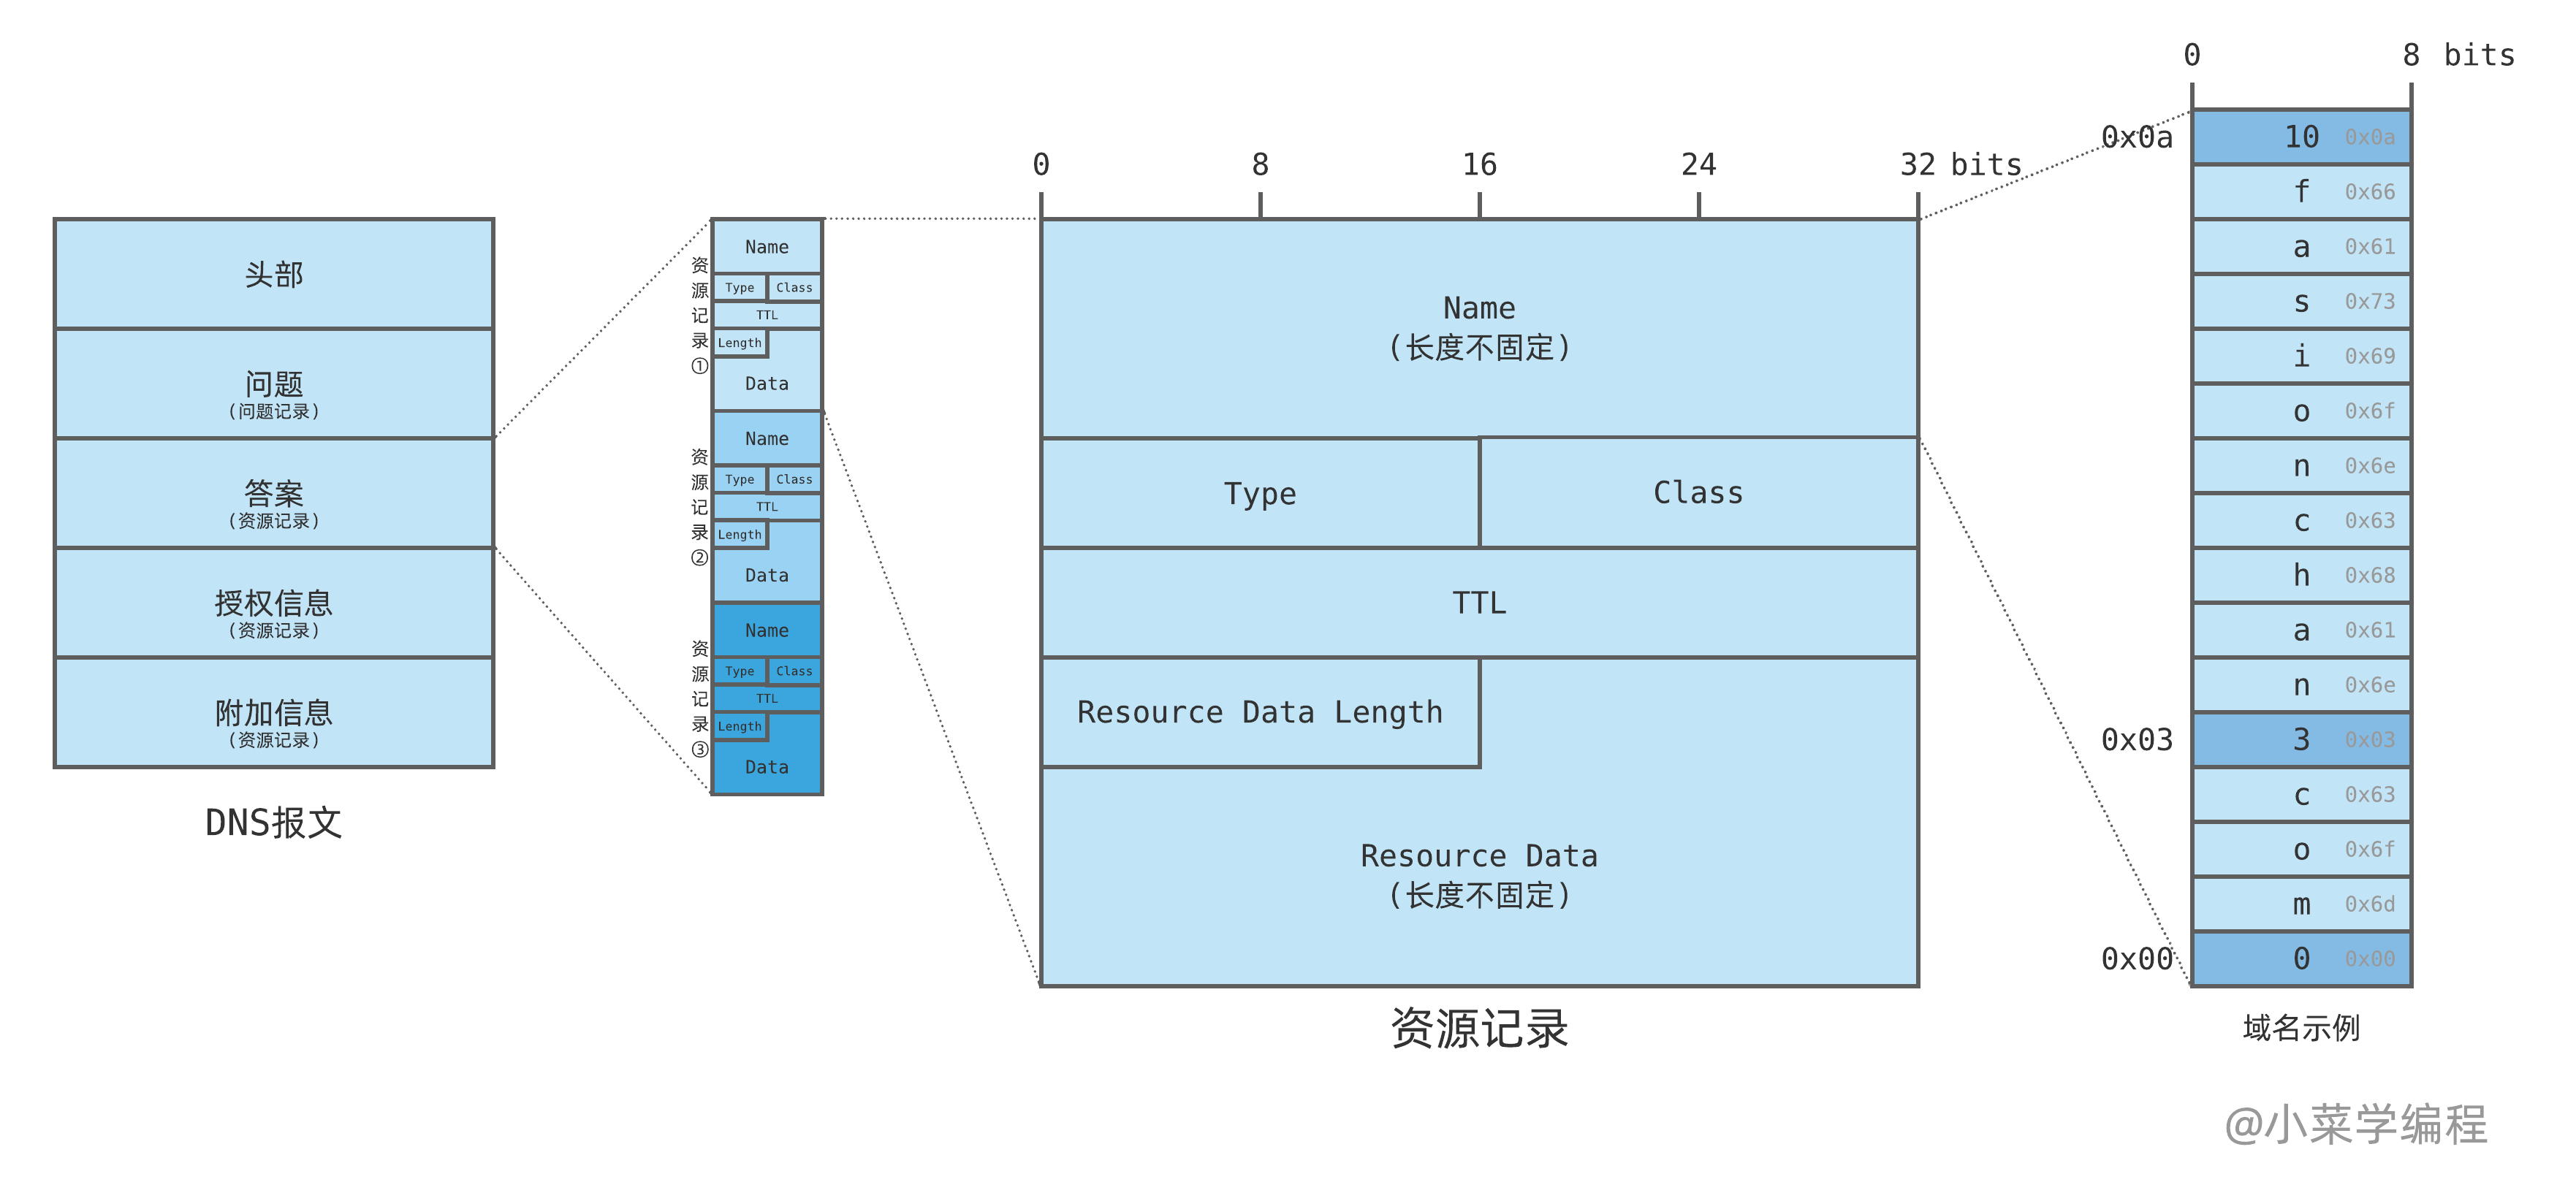 头部
问题
(问题记录)
答案
(资源记录)
授权信息
(资源记录)
附加信息
(资源记录)
DNS报文
资源记录①
Name
Type Class
TTL
Length
Data
资源记录②
Name
Type Class
TTL
Length
Data
资源记录③
Name
Type Class
TTL
Length
Data
0 8 16 24 32 bits
Name
(长度不固定)
Type Class
TTL
Resource Data Length
Resource Data
(长度不固定)
资源记录
0 8 bits
0x0a 10 0x0a
f 0x66
a 0x61
s 0x73
i 0x69
o 0x6f
n 0x6e
c 0x63
h 0x68
a 0x61
n 0x6e
0x03 3 0x03
c 0x63
o 0x6f
m 0x6d
0x00 0 0x00
域名示例
@小菜学编程